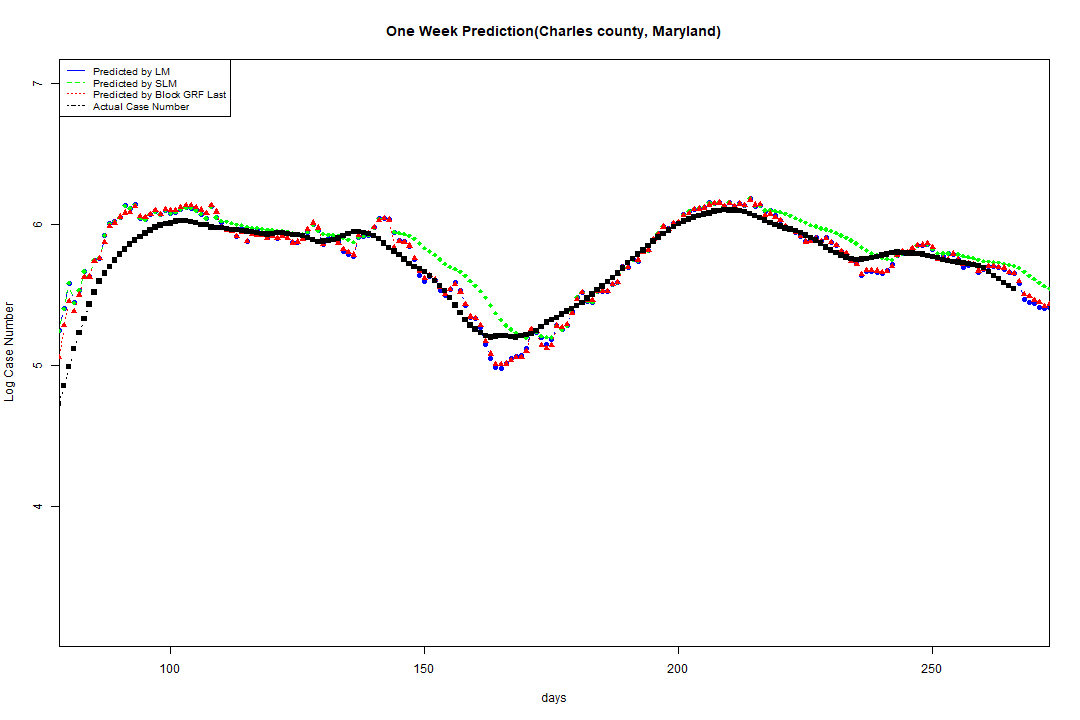 One Week Prediction(Charles county, Maryland)
Predicted by LM
Predicted by SLM
Predicted by Block GRF Last
Actual Case Number
7
6
5
4
Log Case Number
100 150 200 250
days